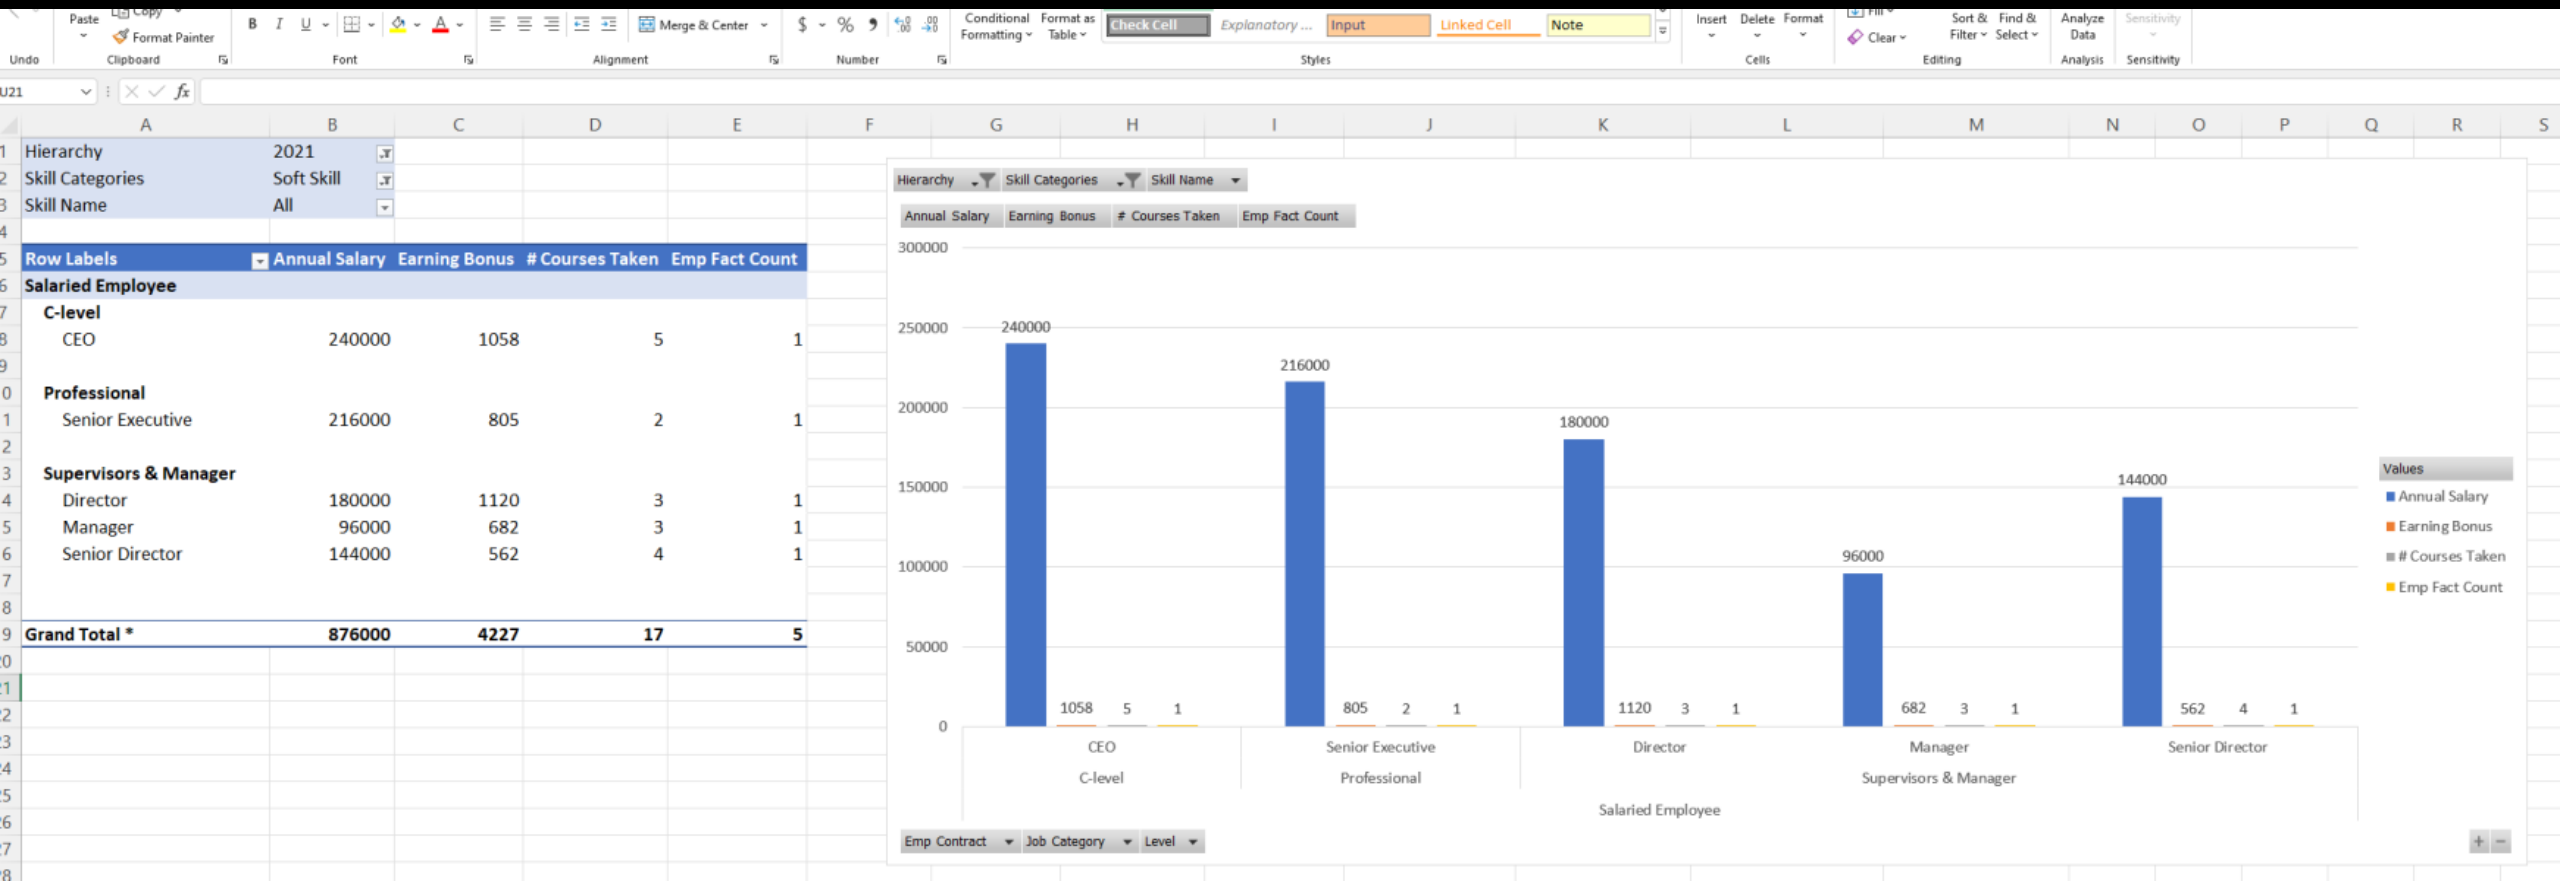 Paste
Copy
Format Painter
B I U
A
Merge & Center
$ % 9
Conditional Formatting
Format as Table
Check Cell
Explanatory ...
Input
Linked Cell
Note
Insert
Delete
Format
Fill
Clear
Sort & Filter
Find & Select
Analyze Data
Sensitivity
Undo
Clipboard
Font
Alignment
Number
Styles
Cells
Editing
Analysis
Sensitivity
U21
fx
A B C D E F G H I J K L M N O P Q R S
Hierarchy 2021
Skill Categories Soft Skill
Skill Name All
Row Labels Annual Salary Earning Bonus # Courses Taken Emp Fact Count
Salaried Employee
C-level
CEO 240000 1058 5 1
Professional
Senior Executive 216000 805 2 1
Supervisors & Manager
Director 180000 1120 3 1
Manager 96000 682 3 1
Senior Director 144000 562 4 1
Grand Total * 876000 4227 17 5
Hierarchy Skill Categories Skill Name
Annual Salary Earning Bonus # Courses Taken Emp Fact Count
300000
250000
200000
150000
100000
50000
0
240000
216000
180000
96000
144000
1058 5 1
805 2 1
1120 3 1
682 3 1
562 4 1
CEO Senior Executive Director Manager Senior Director
C-level Professional Supervisors & Manager
Salaried Employee
Values
Annual Salary
Earning Bonus
# Courses Taken
Emp Fact Count
Emp Contract Job Category Level
+ −